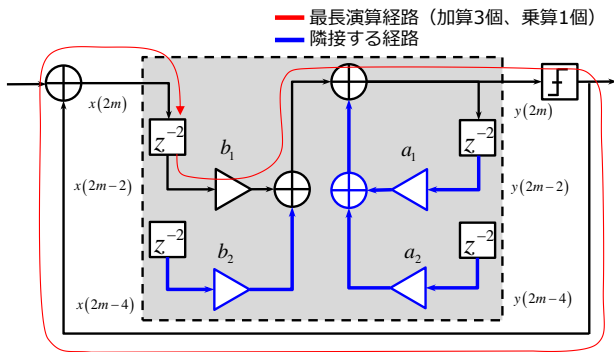 最長演算経路（加算3個、乗算1個）
隣接する経路
x(2m)
y(2m)
z⁻²
b₁
a₁
z⁻²
x(2m−2)
y(2m−2)
z⁻²
b₂
a₂
z⁻²
x(2m−4)
y(2m−4)